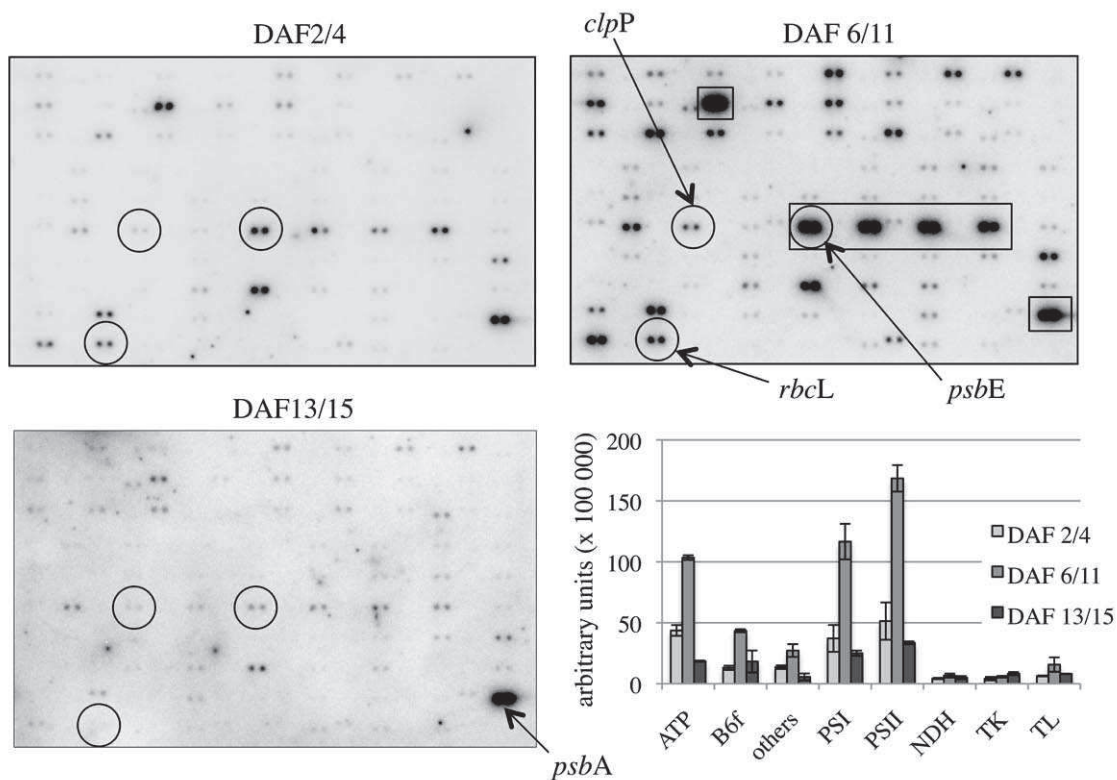 DAF2/4
clpP
DAF 6/11
rbcL
psbE
DAF13/15
psbA
arbitrary units (x 100 000)
200
150
100
50
0
DAF 2/4
DAF 6/11
DAF 13/15
ATP
B6f
others
PSI
PSII
NDH
TK
TL